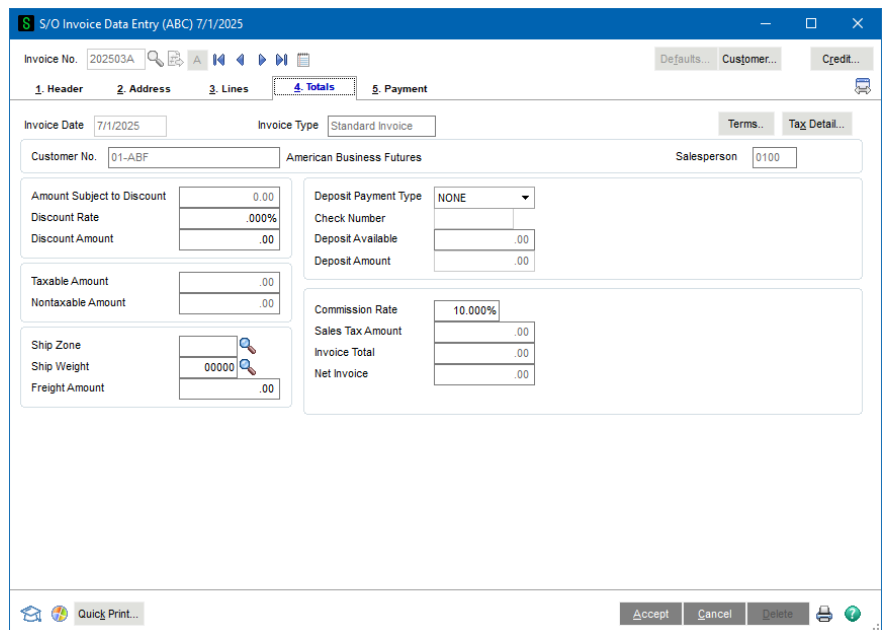 S/O Invoice Data Entry (ABC) 7/1/2025
Invoice No. 202503A A Defaults... Customer... Credit...
1. Header 2. Address 3. Lines 4. Totals 5. Payment
Invoice Date 7/1/2025 Invoice Type Standard Invoice Terms.. Tax Detail...
Customer No. 01-ABF American Business Futures Salesperson 0100
Amount Subject to Discount 0.00
Discount Rate .000%
Discount Amount .00
Taxable Amount .00
Nontaxable Amount .00
Ship Zone
Ship Weight 00000
Freight Amount .00
Deposit Payment Type NONE
Check Number
Deposit Available .00
Deposit Amount .00
Commission Rate 10.000%
Sales Tax Amount .00
Invoice Total .00
Net Invoice .00
Quick Print... Accept Cancel Delete